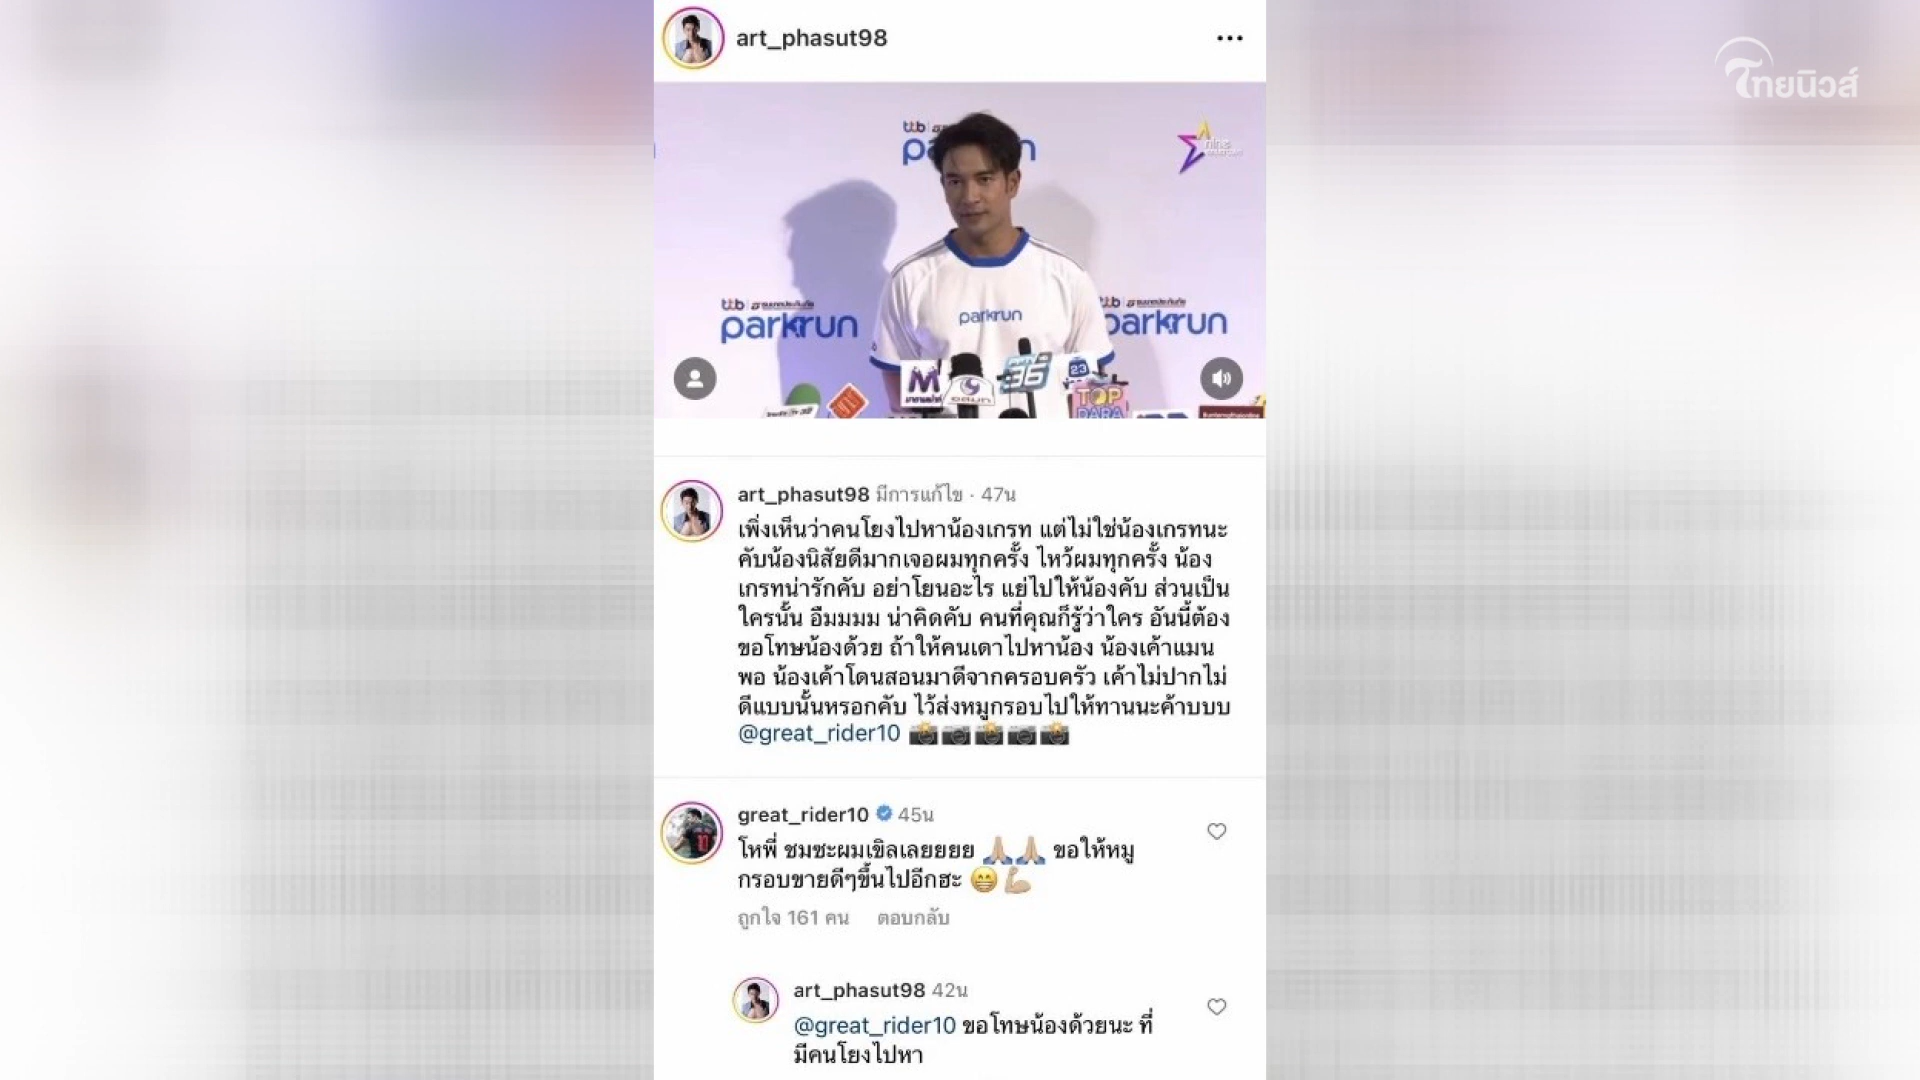 art_phasut98
ไทยนิวส์
ttb
parkrun
ttb
parkrun
ttb
parkrun
parkrun
36
23
TOP
DARA
art_phasut98 มีการแก้ไข · 47น
เพิ่งเห็นว่าคนโยงไปหาน้องเกรท แต่ไม่ใช่น้องเกรทนะ
คับน้องนิสัยดีมากเจอผมทุกครั้ง ไหว้ผมทุกครั้ง น้อง
เกรทน่ารักคับ อย่าโยนอะไร แย่ไปให้น้องคับ ส่วนเป็น
ใครนั้น อืมมมม น่าคิดคับ คนที่คุณก็รู้ว่าใคร อันนี้ต้อง
ขอโทษน้องด้วย ถ้าให้คนเดาไปหาน้อง น้องเค้าแมน
พอ น้องเค้าโดนสอนมาดีจากครอบครัว เค้าไม่ปากไม่
ดีแบบนั้นหรอกคับ ไว้ส่งหมูกรอบไปให้ทานนะค้าบบบ
@great_rider10 📸📷📸📷📸
great_rider10 45น
โหพี่ ชมซะผมเขิลเลยยยย 🙏🏼🙏🏼 ขอให้หมู
กรอบขายดีๆขึ้นไปอีกฮะ 😁💪🏼
ถูกใจ 161 คน ตอบกลับ
art_phasut98 42น
@great_rider10 ขอโทษน้องด้วยนะ ที่
มีคนโยงไปหา